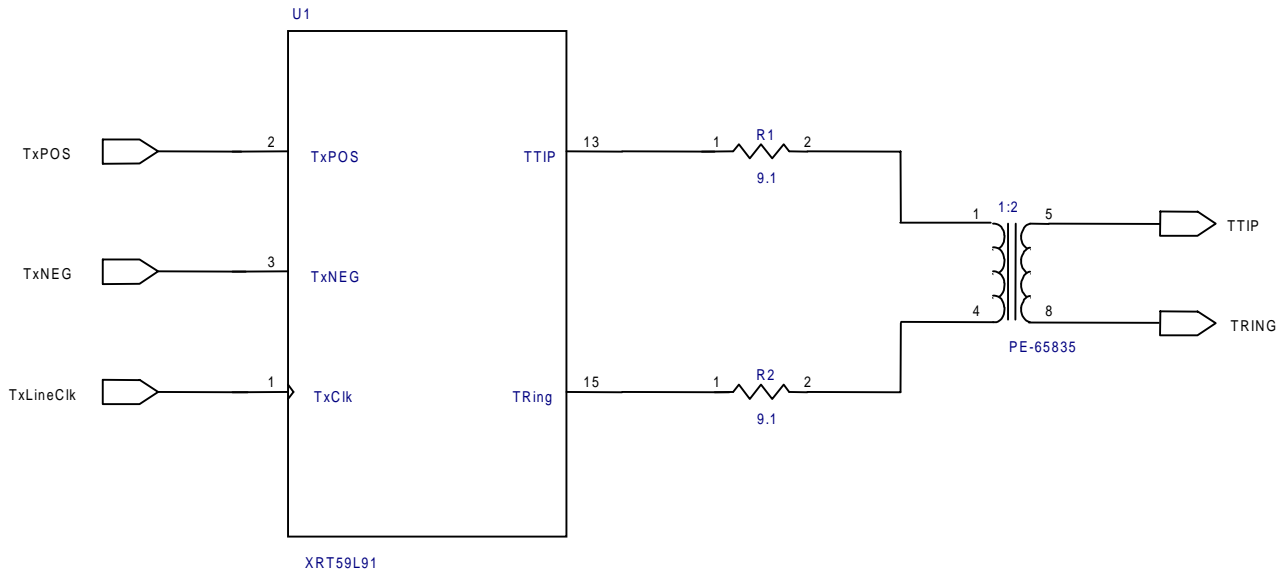 U1
TxPOS
2
TxPOS
TTIP
13
1
R1
2
9.1
1
1:2
5
TTIP
TxNEG
3
TxNEG
4
8
TRING
PE-65835
TxLineClk
1
TxClk
TRing
15
1
R2
2
9.1
XRT59L91